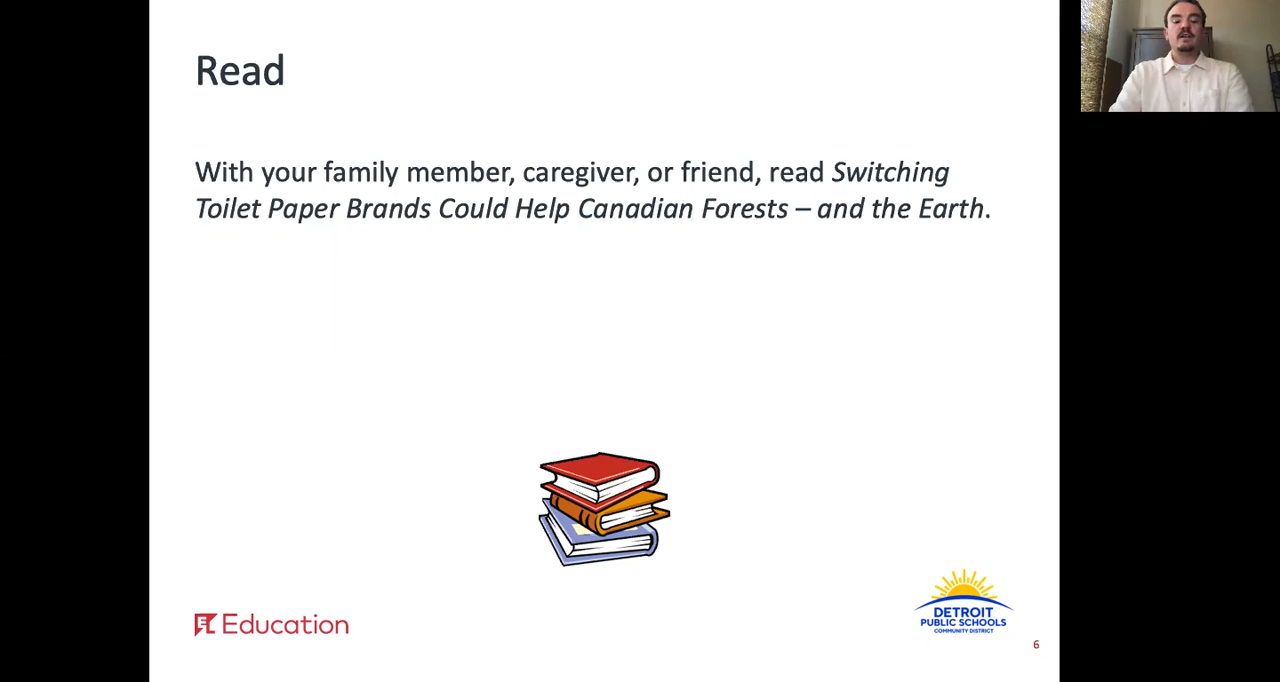 Read
With your family member, caregiver, or friend, read Switching
Toilet Paper Brands Could Help Canadian Forests – and the Earth.
EL Education
DETROIT
PUBLIC SCHOOLS
COMMUNITY DISTRICT
6